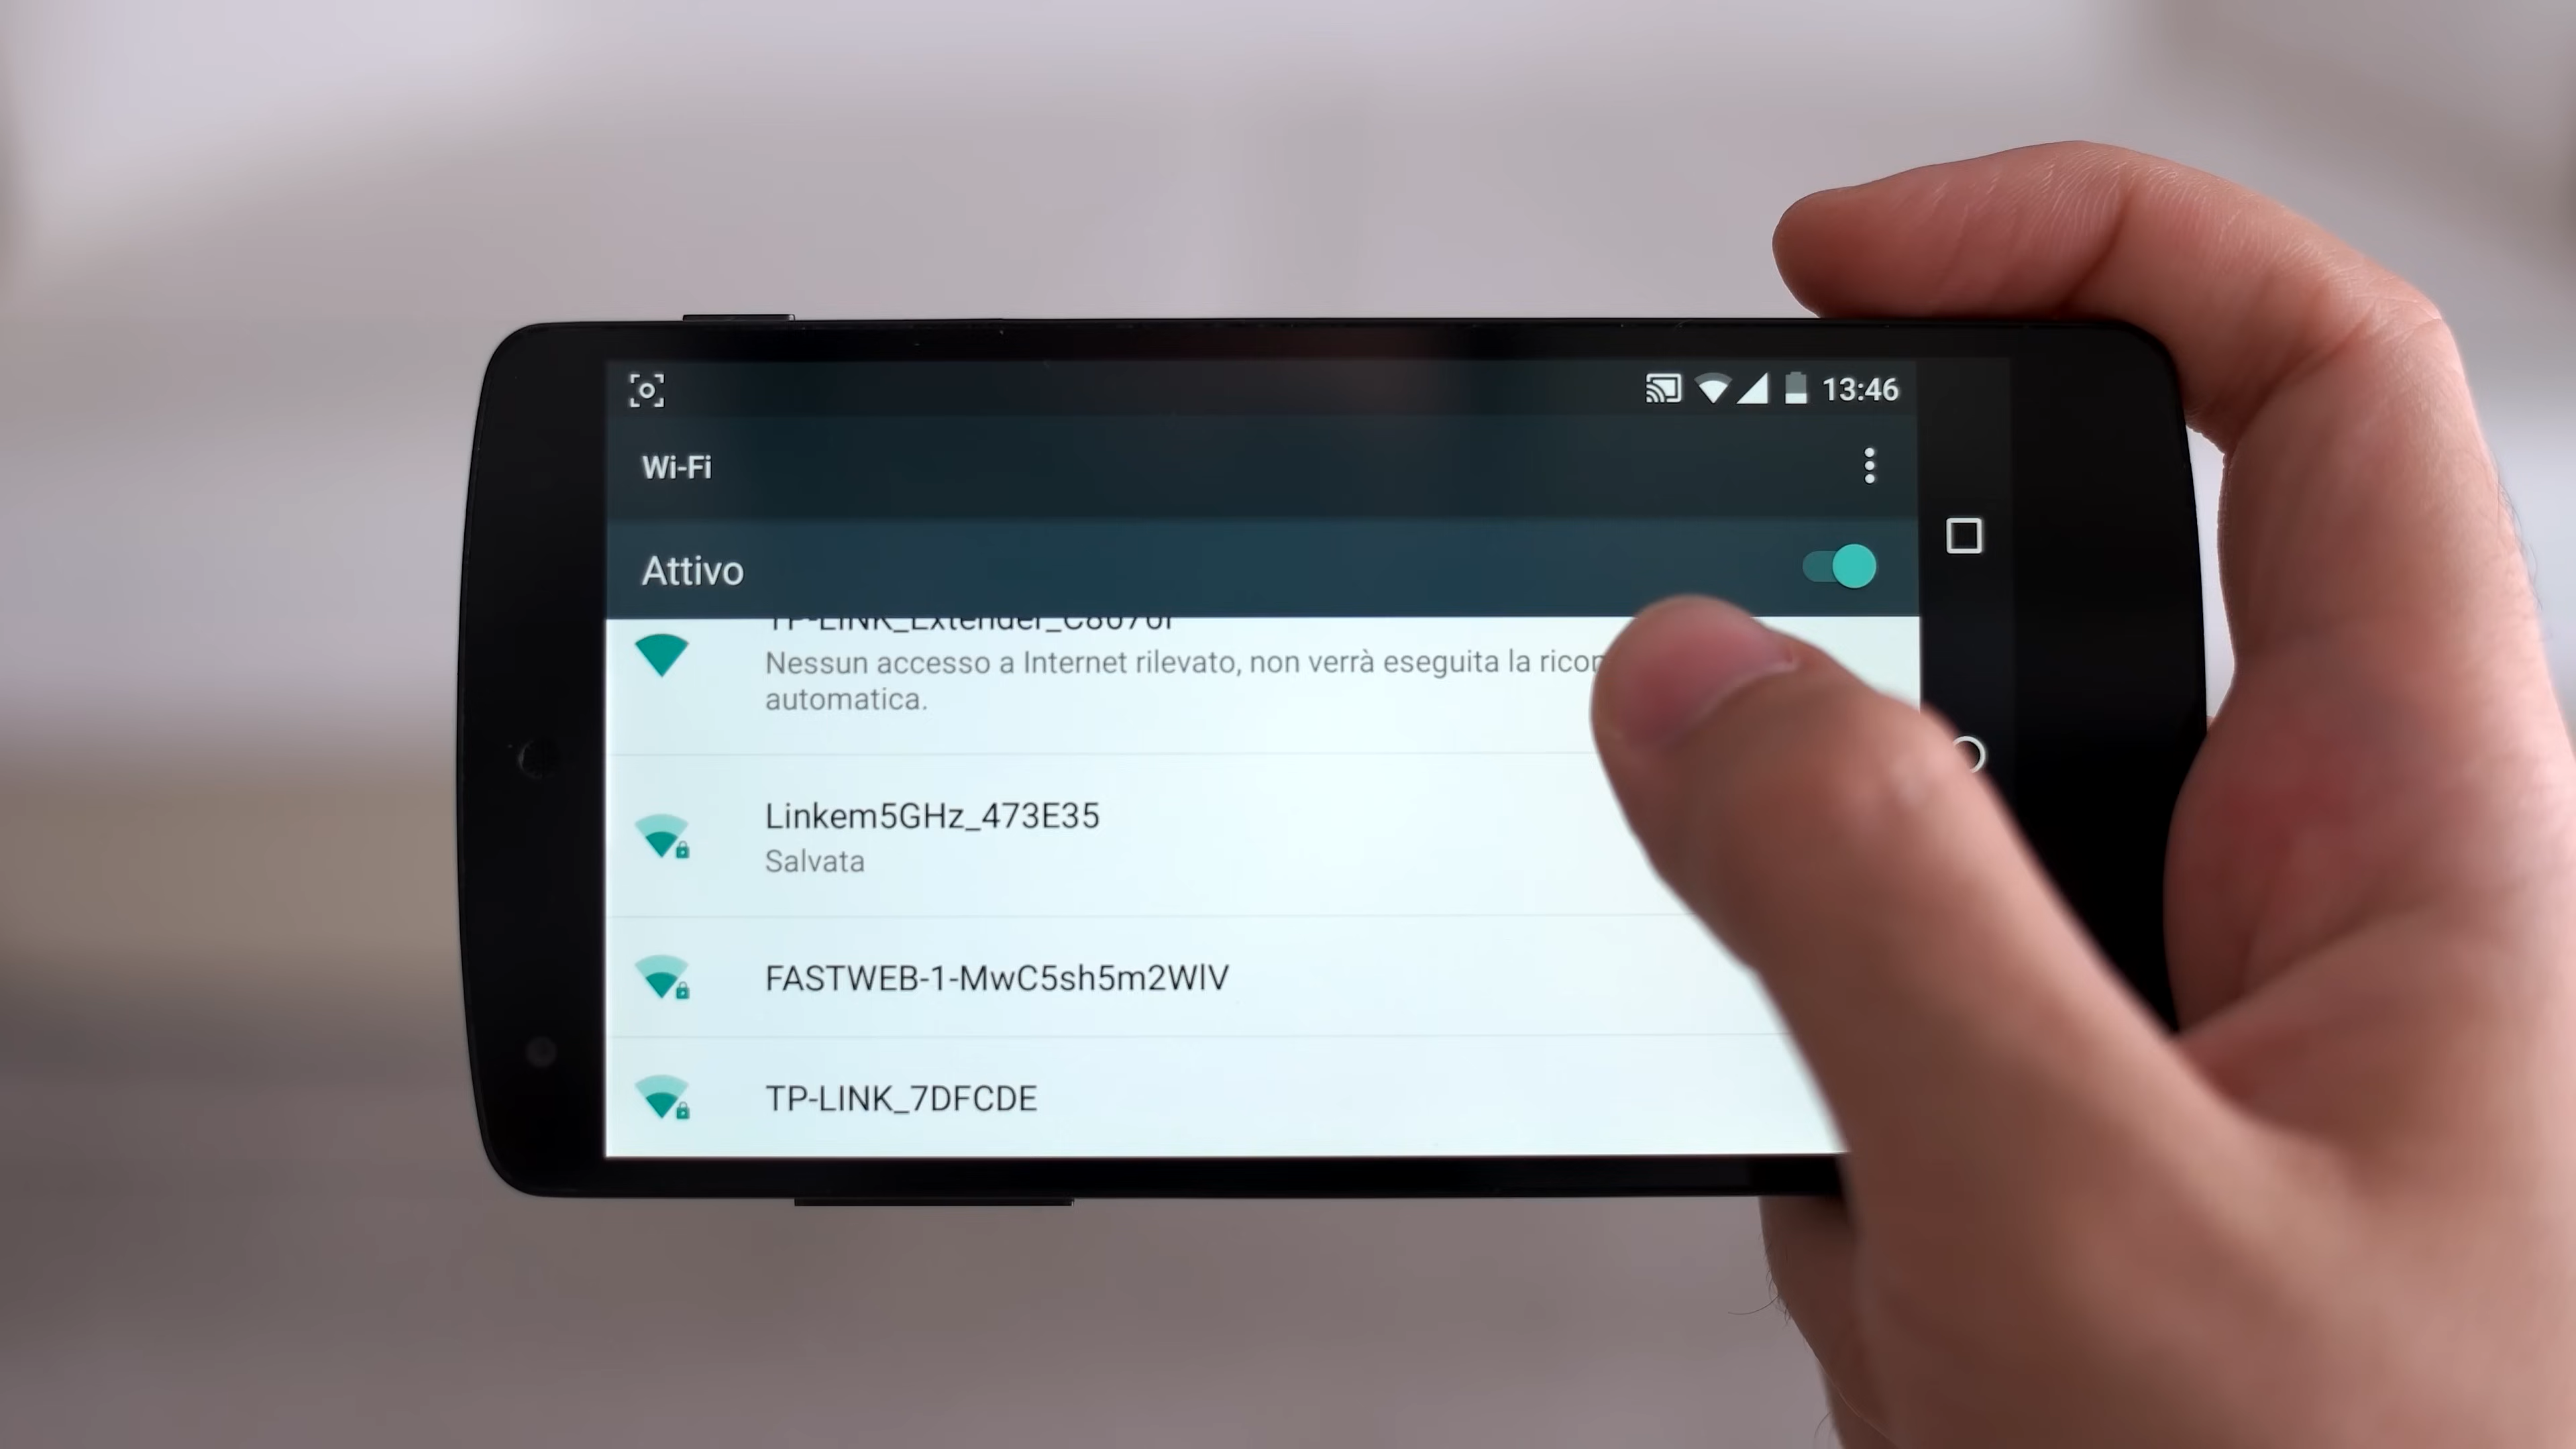 13:46
Wi-Fi
Attivo
Nessun accesso a Internet rilevato, non verrà eseguita la
automatica.
Linkem5GHz_473E35
Salvata
FASTWEB-1-MwC5sh5m2WlV
TP-LINK_7DFCDE